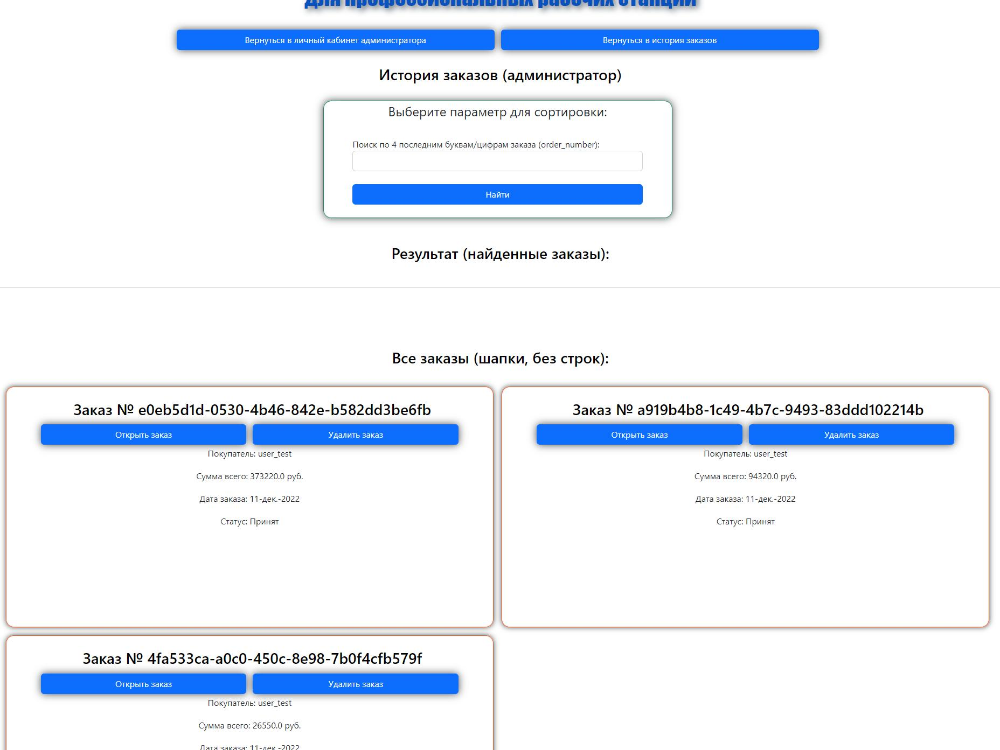 для профессиональных рабочих станций
Вернуться в личный кабинет администратора
Вернуться в история заказов
История заказов (администратор)
Выберите параметр для сортировки:
Поиск по 4 последним буквам/цифрам заказа (order_number):
Найти
Результат (найденные заказы):
Все заказы (шапки, без строк):
Заказ № e0eb5d1d-0530-4b46-842e-b582dd3be6fb
Открыть заказ
Удалить заказ
Покупатель: user_test
Сумма всего: 373220.0 руб.
Дата заказа: 11-дек.-2022
Статус: Принят
Заказ № a919b4b8-1c49-4b7c-9493-83ddd102214b
Открыть заказ
Удалить заказ
Покупатель: user_test
Сумма всего: 94320.0 руб.
Дата заказа: 11-дек.-2022
Статус: Принят
Заказ № 4fa533ca-a0c0-450c-8e98-7b0f4cfb579f
Открыть заказ
Удалить заказ
Покупатель: user_test
Сумма всего: 26550.0 руб.
Дата заказа: 11-дек.-2022